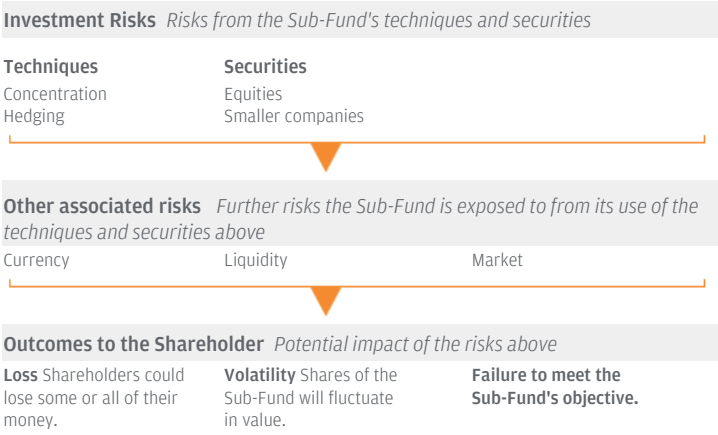 Investment Risks Risks from the Sub-Fund's techniques and securities
Techniques Securities
Concentration Equities
Hedging Smaller companies
Other associated risks Further risks the Sub-Fund is exposed to from its use of the
techniques and securities above
Currency Liquidity Market
Outcomes to the Shareholder Potential impact of the risks above
Loss Shareholders could
lose some or all of their
money.
Volatility Shares of the
Sub-Fund will fluctuate
in value.
Failure to meet the
Sub-Fund's objective.